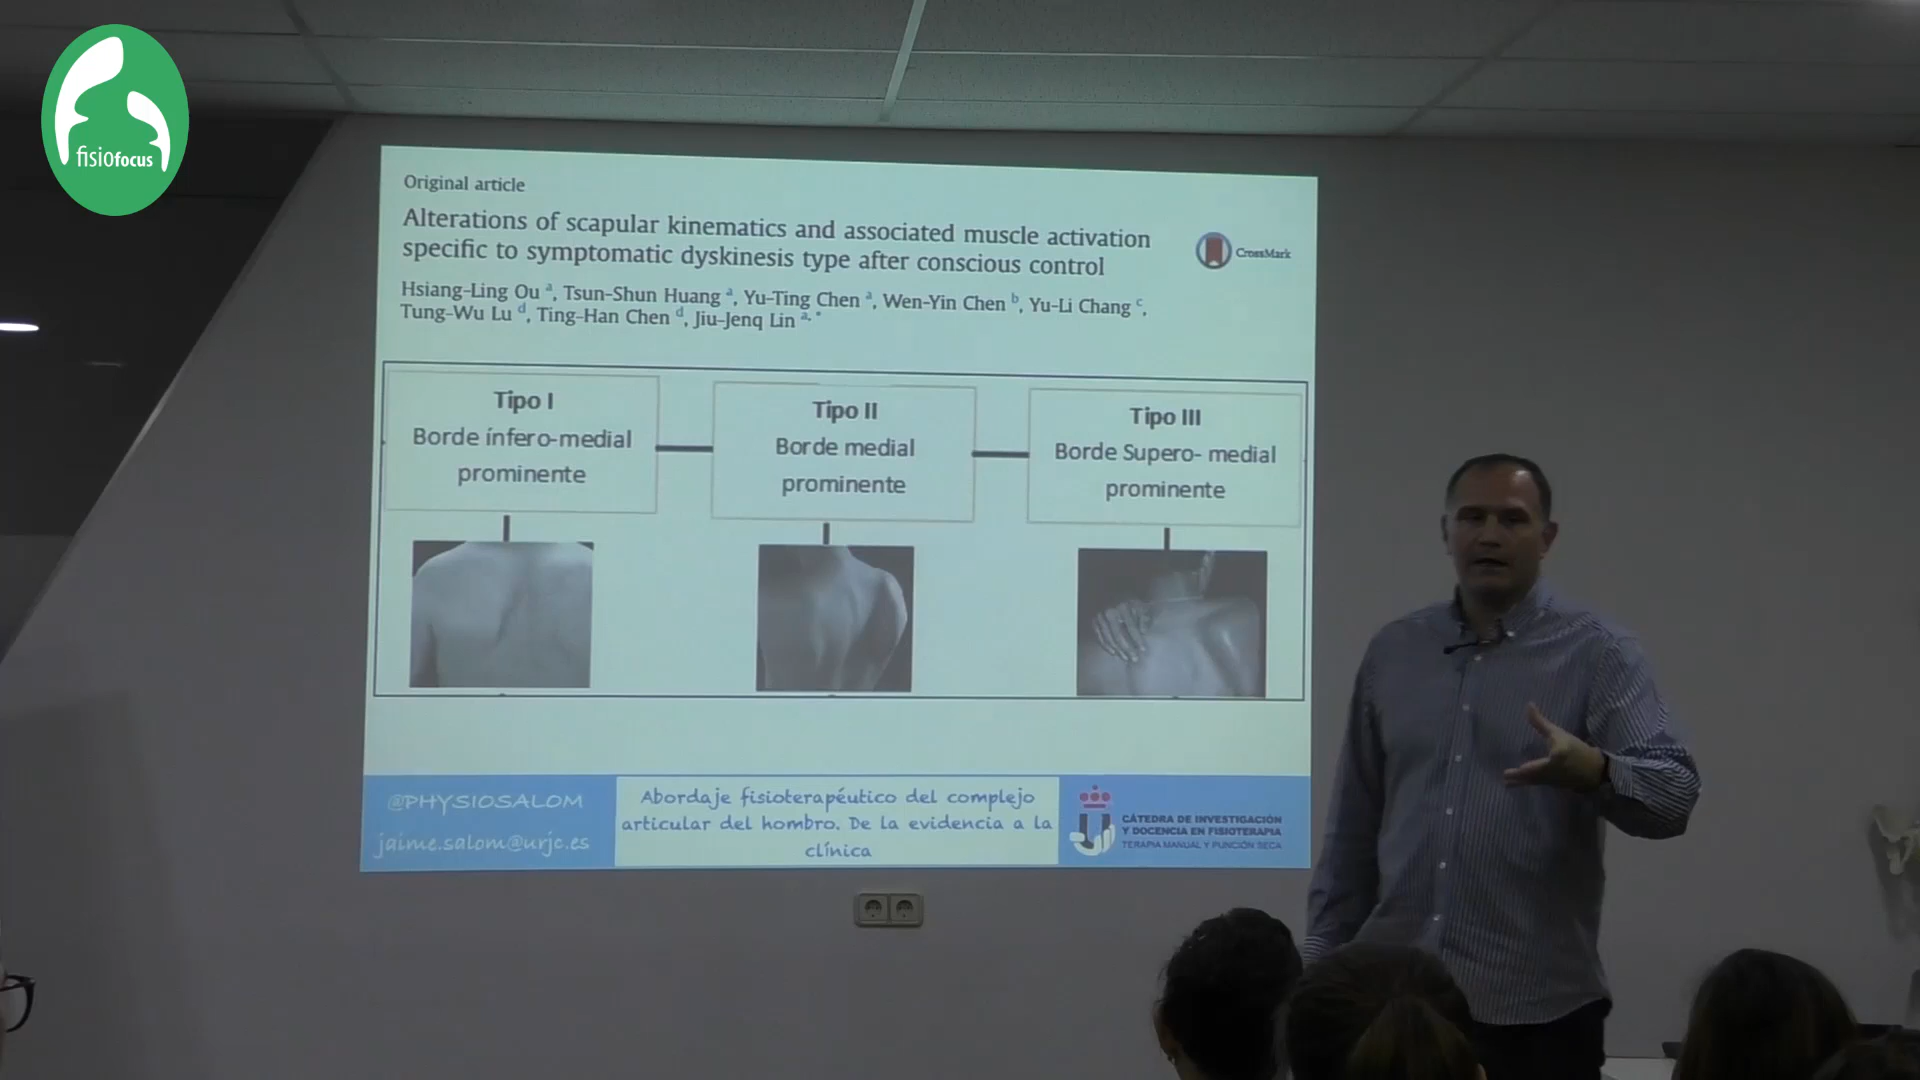 fisiofocus
Original article
Alterations of scapular kinematics and associated muscle activation
specific to symptomatic dyskinesis type after conscious control
CrossMark
Hsiang-Ling Ou a, Tsun-Shun Huang a, Yu-Ting Chen a, Wen-Yin Chen b, Yu-Li Chang c,
Tung-Wu Lu d, Ting-Han Chen d, Jiu-Jenq Lin a, *
Tipo I
Borde ínfero-medial
prominente
Tipo II
Borde medial
prominente
Tipo III
Borde Supero- medial
prominente
@PHYSIOSALOM
jaime.salom@urjc.es
Abordaje fisioterapéutico del complejo
articular del hombro. De la evidencia a la
clínica
CÁTEDRA DE INVESTIGACIÓN
Y DOCENCIA EN FISIOTERAPIA
TERAPIA MANUAL Y PUNCIÓN SECA